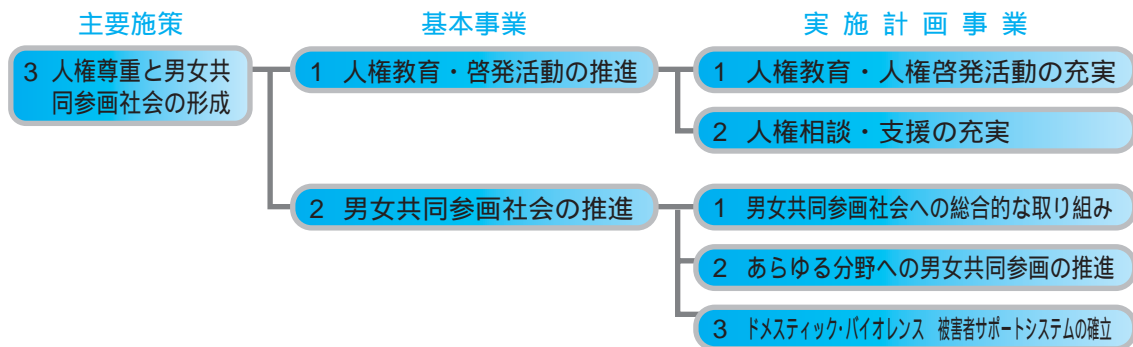 主要施策 基本事業 実施計画事業
3 人権尊重と男女共
同参画社会の形成
1 人権教育・啓発活動の推進
1 人権教育・人権啓発活動の充実
2 人権相談・支援の充実
2 男女共同参画社会の推進
1 男女共同参画社会への総合的な取り組み
2 あらゆる分野への男女共同参画の推進
3 ドメスティック・バイオレンス 被害者サポートシステムの確立